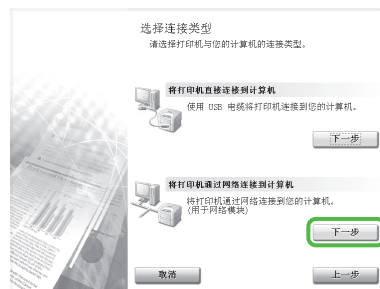 选择连接类型
请选择打印机与您的计算机的连接类型。
将打印机直接连接到计算机
使用 USB 电缆将打印机连接到您的计算机。
下一步
将打印机通过网络连接到计算机
将打印机通过网络连接到您的计算机。
(用于网络模块)
下一步
取消
上一步